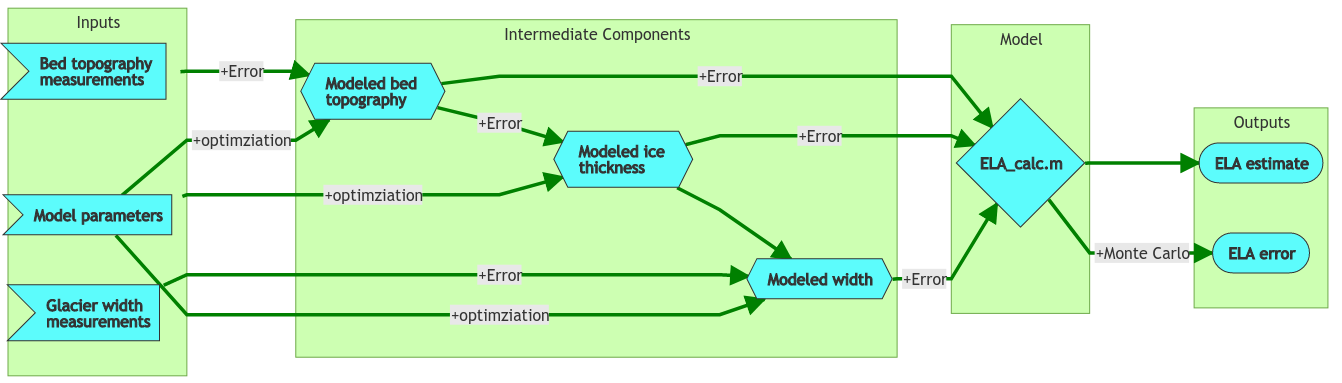 Inputs
Bed topography
measurements
+Error
+optimziation
Model parameters
+optimziation
Glacier width
measurements
+Error
+optimziation
Intermediate Components
Modeled bed
topography
+Error
+Error
Modeled ice
thickness
+Error
Modeled width
+Error
Model
ELA_calc.m
+Monte Carlo
Outputs
ELA estimate
ELA error